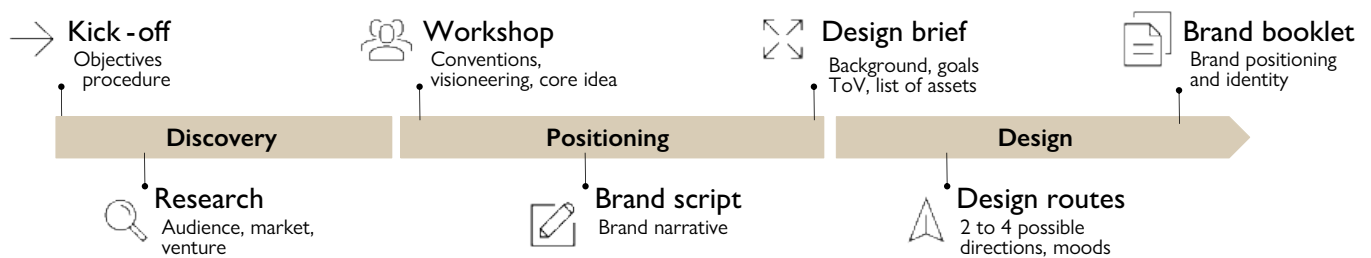 Kick-off
Objectives
procedure
Workshop
Conventions,
visioneering, core idea
Design brief
Background, goals
ToV, list of assets
Brand booklet
Brand positioning
and identity
Discovery
Positioning
Design
Research
Audience, market,
venture
Brand script
Brand narrative
Design routes
2 to 4 possible
directions, moods